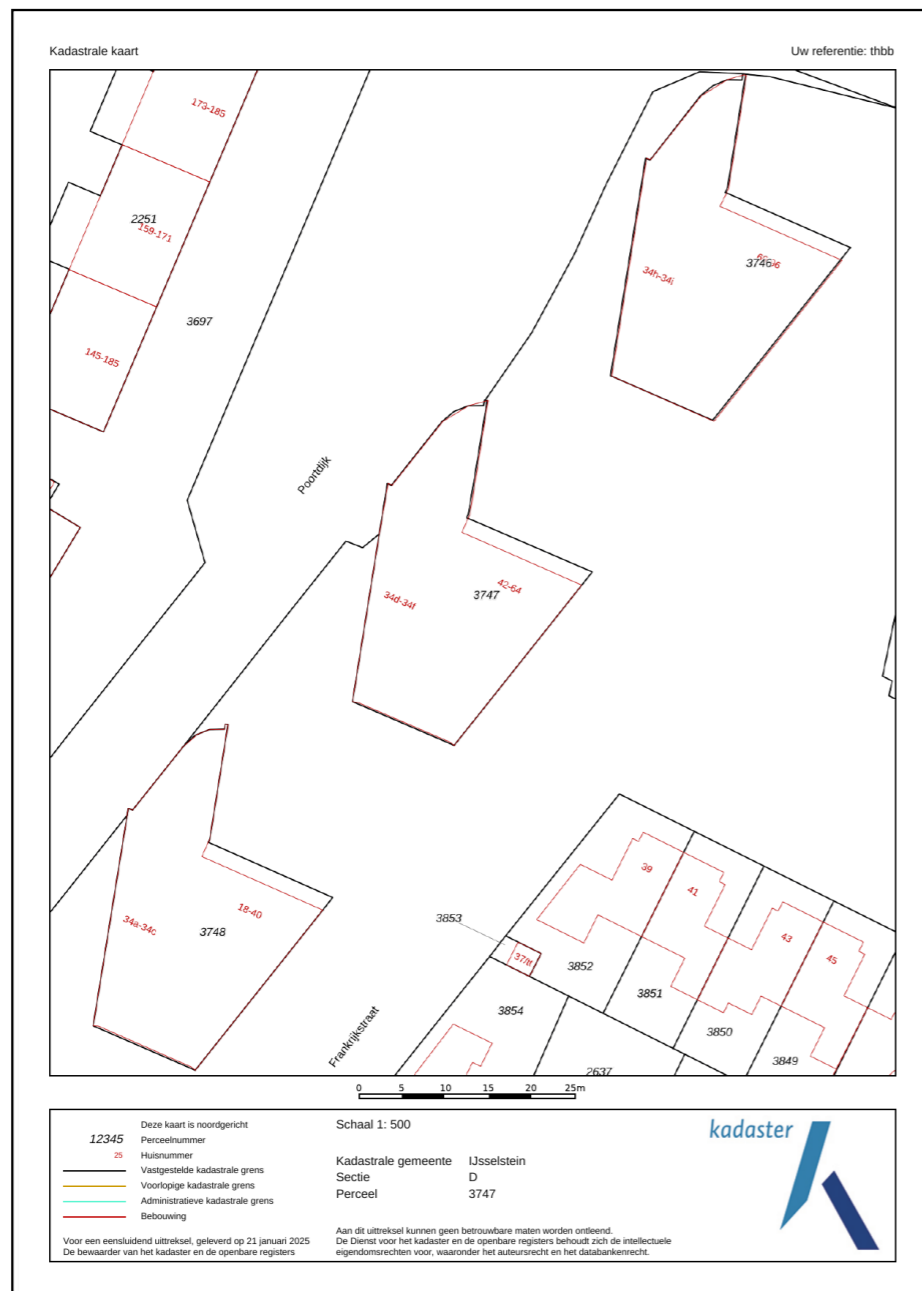 Kadastrale kaart
Uw referentie: thbb
173-185
2251
159-171
3697
145-185
34h-34i
3746
Poortdijk
34d-34f
42-64
3747
18-40
34a-34c
3748
3853
39
41
43
45
37/tf
3852
3851
3854
3850
3849
2637
Frankrijkstraat
0 5 10 15 20 25m
Deze kaart is noordgericht
12345 Perceelnummer
25 Huisnummer
Vastgestelde kadastrale grens
Voorlopige kadastrale grens
Administratieve kadastrale grens
Bebouwing
Voor een eensluidend uittreksel, geleverd op 21 januari 2025
De bewaarder van het kadaster en de openbare registers
Schaal 1: 500
Kadastrale gemeente IJsselstein
Sectie D
Perceel 3747
Aan dit uittreksel kunnen geen betrouwbare maten worden ontleend.
De Dienst voor het kadaster en de openbare registers behoudt zich de intellectuele
eigendomsrechten voor, waaronder het auteursrecht en het databankenrecht.
kadaster